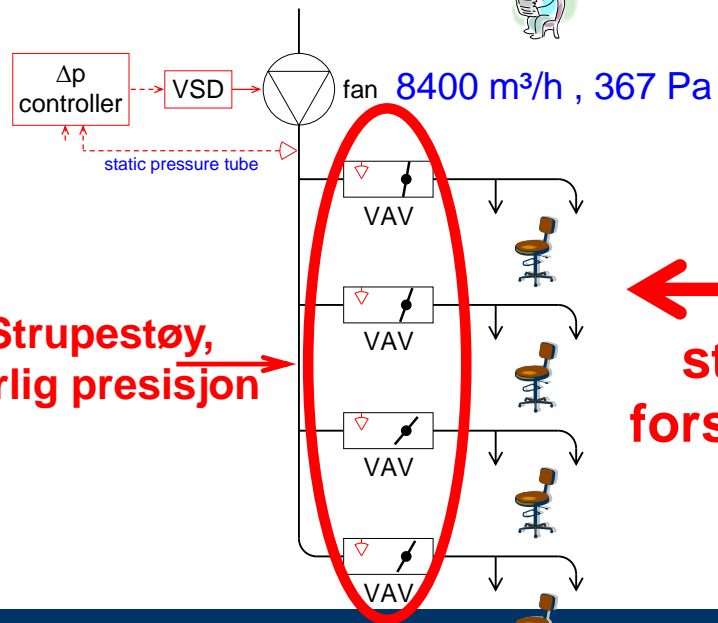 Δp
controller
VSD
fan
8400 m³/h , 367 Pa
static pressure tube
VAV
VAV
Strupestøy,
rlig presisjon
st
fors
VAV
VAV